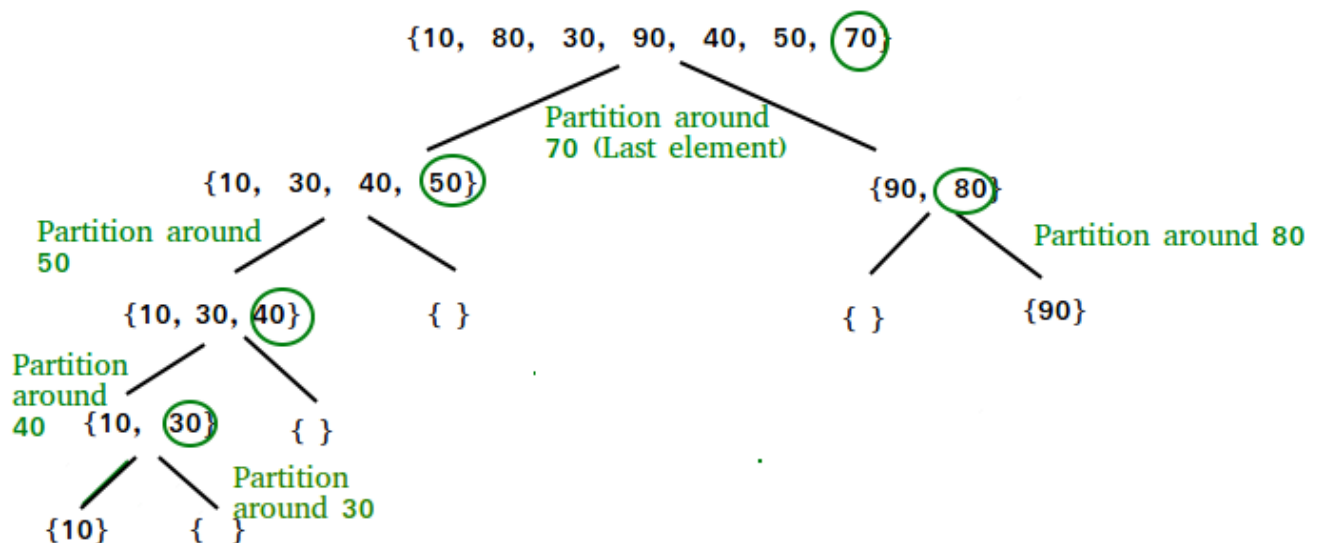 {10, 80, 30, 90, 40, 50, 70}
Partition around
70 (Last element)
{10, 30, 40, 50}
{90, 80}
Partition around
50
Partition around 80
{10, 30, 40}
{ }
{ }
{90}
Partition
around
40
{10, 30}
{ }
Partition
around 30
{10}
{ }